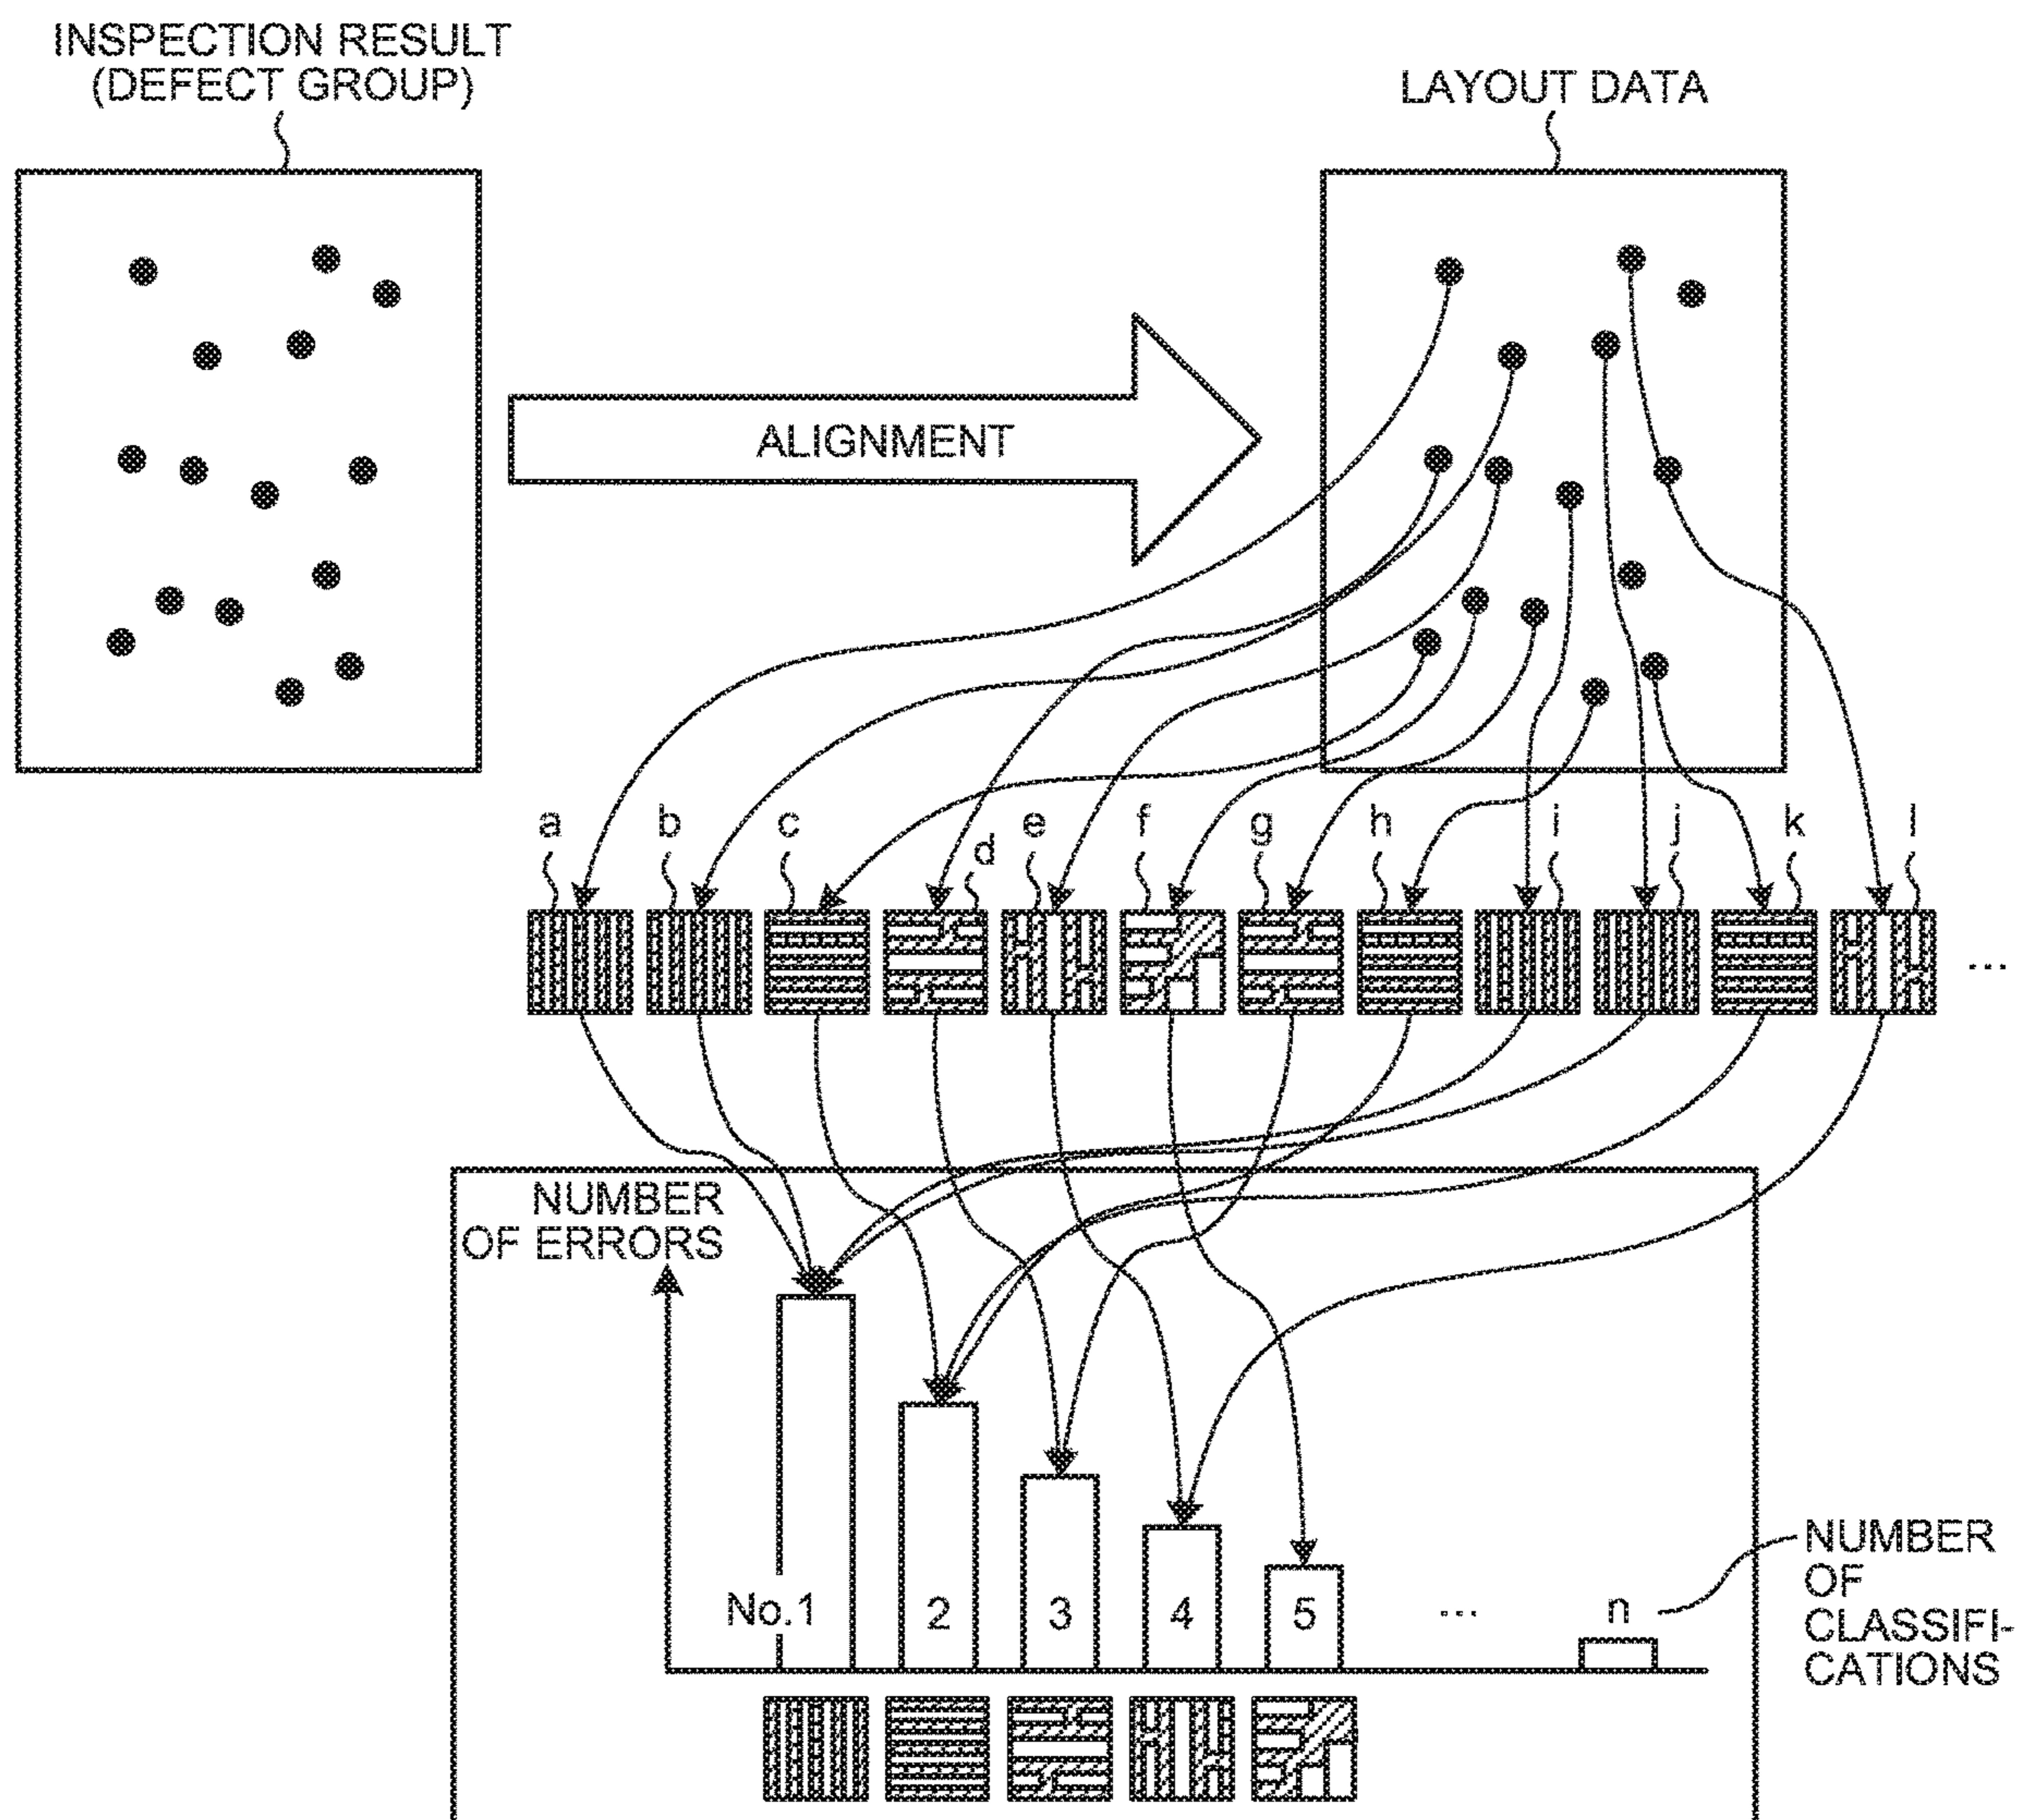 INSPECTION RESULT
(DEFECT GROUP)
LAYOUT DATA
ALIGNMENT
a
b
c
d
e
f
g
h
i
j
k
l
...
NUMBER
OF ERRORS
No.1
2
3
4
5
...
n
NUMBER
OF
CLASSIFI-
CATIONS